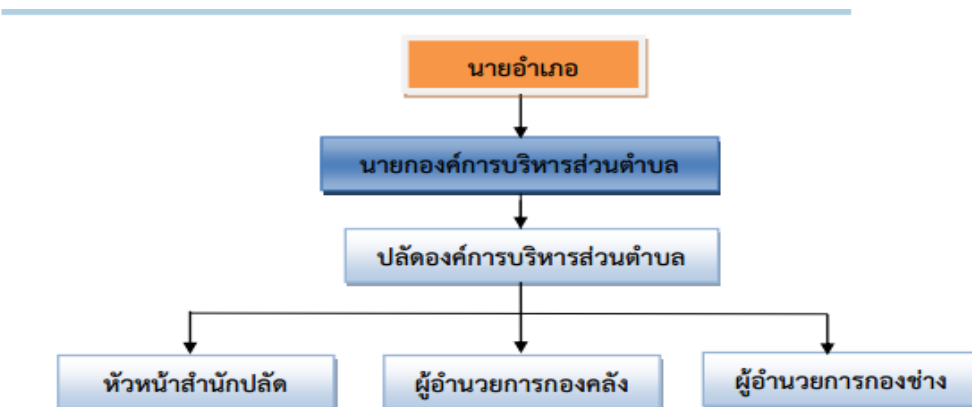 นายอำเภอ
นายกองค์การบริหารส่วนตำบล
ปลัดองค์การบริหารส่วนตำบล
หัวหน้าสำนักปลัด
ผู้อำนวยการกองคลัง
ผู้อำนวยการกองช่าง